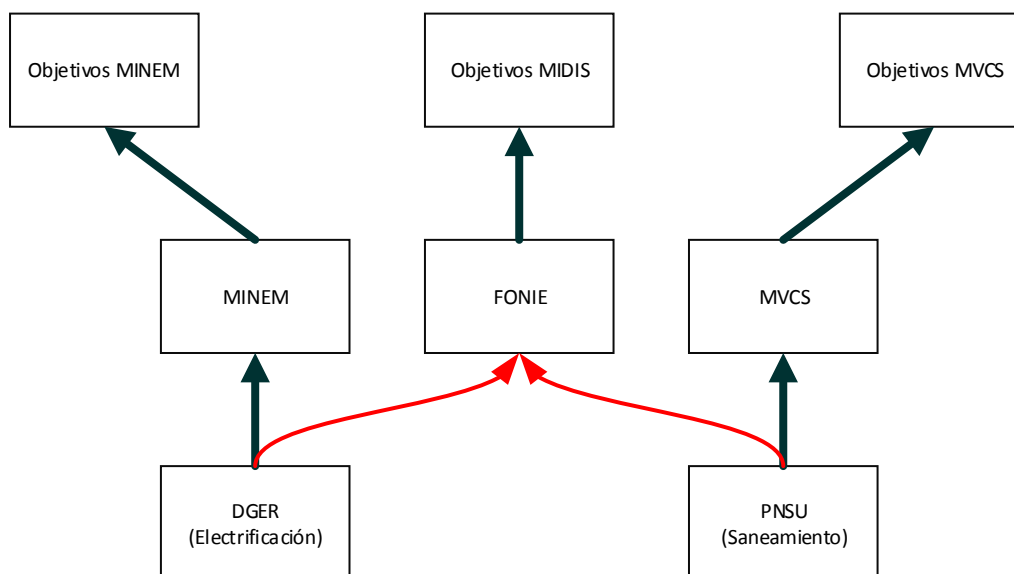 Objetivos MINEM
Objetivos MIDIS
Objetivos MVCS
MINEM
FONIE
MVCS
DGER
(Electrificación)
PNSU
(Saneamiento)